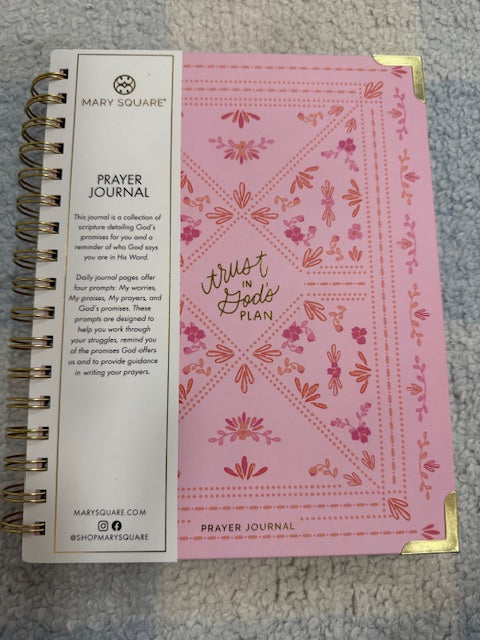 MARY SQUARE®
PRAYER
JOURNAL
This journal is a collection of
scripture detailing God's
promises for you and a
reminder of who God says
you are in His Word.
Daily journal pages offer
four prompts: My worries,
My praises, My prayers, and
God's promises. These
prompts are designed to
help you work through
your struggles, remind you
of the promises God offers
us and to provide guidance
in writing your prayers.
MARYSQUARE.COM
@SHOPMARYSQUARE
trust
IN
God's
PLAN
PRAYER JOURNAL